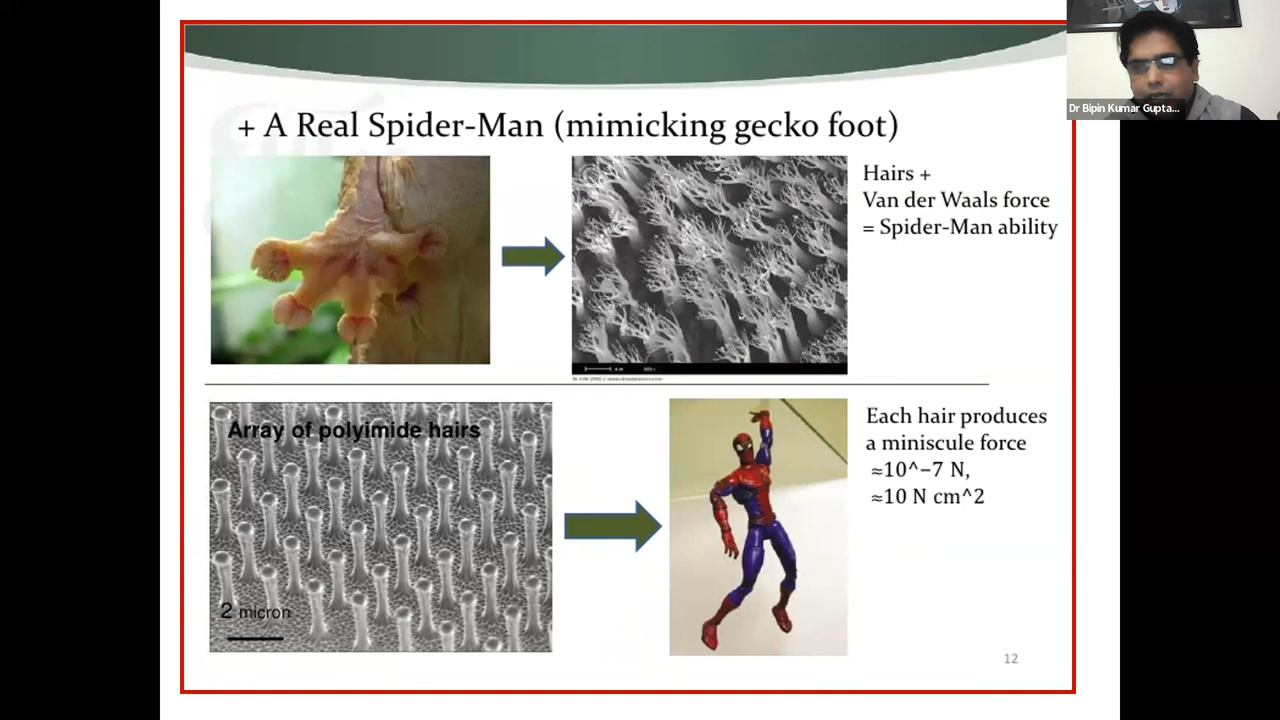 Dr Bipin Kumar Gupta...
+ A Real Spider-Man (mimicking gecko foot)
Hairs +
Van der Waals force
= Spider-Man ability
Array of polyimide hairs
2 micron
Each hair produces
a miniscule force
≈10^−7 N,
≈10 N cm^2
12